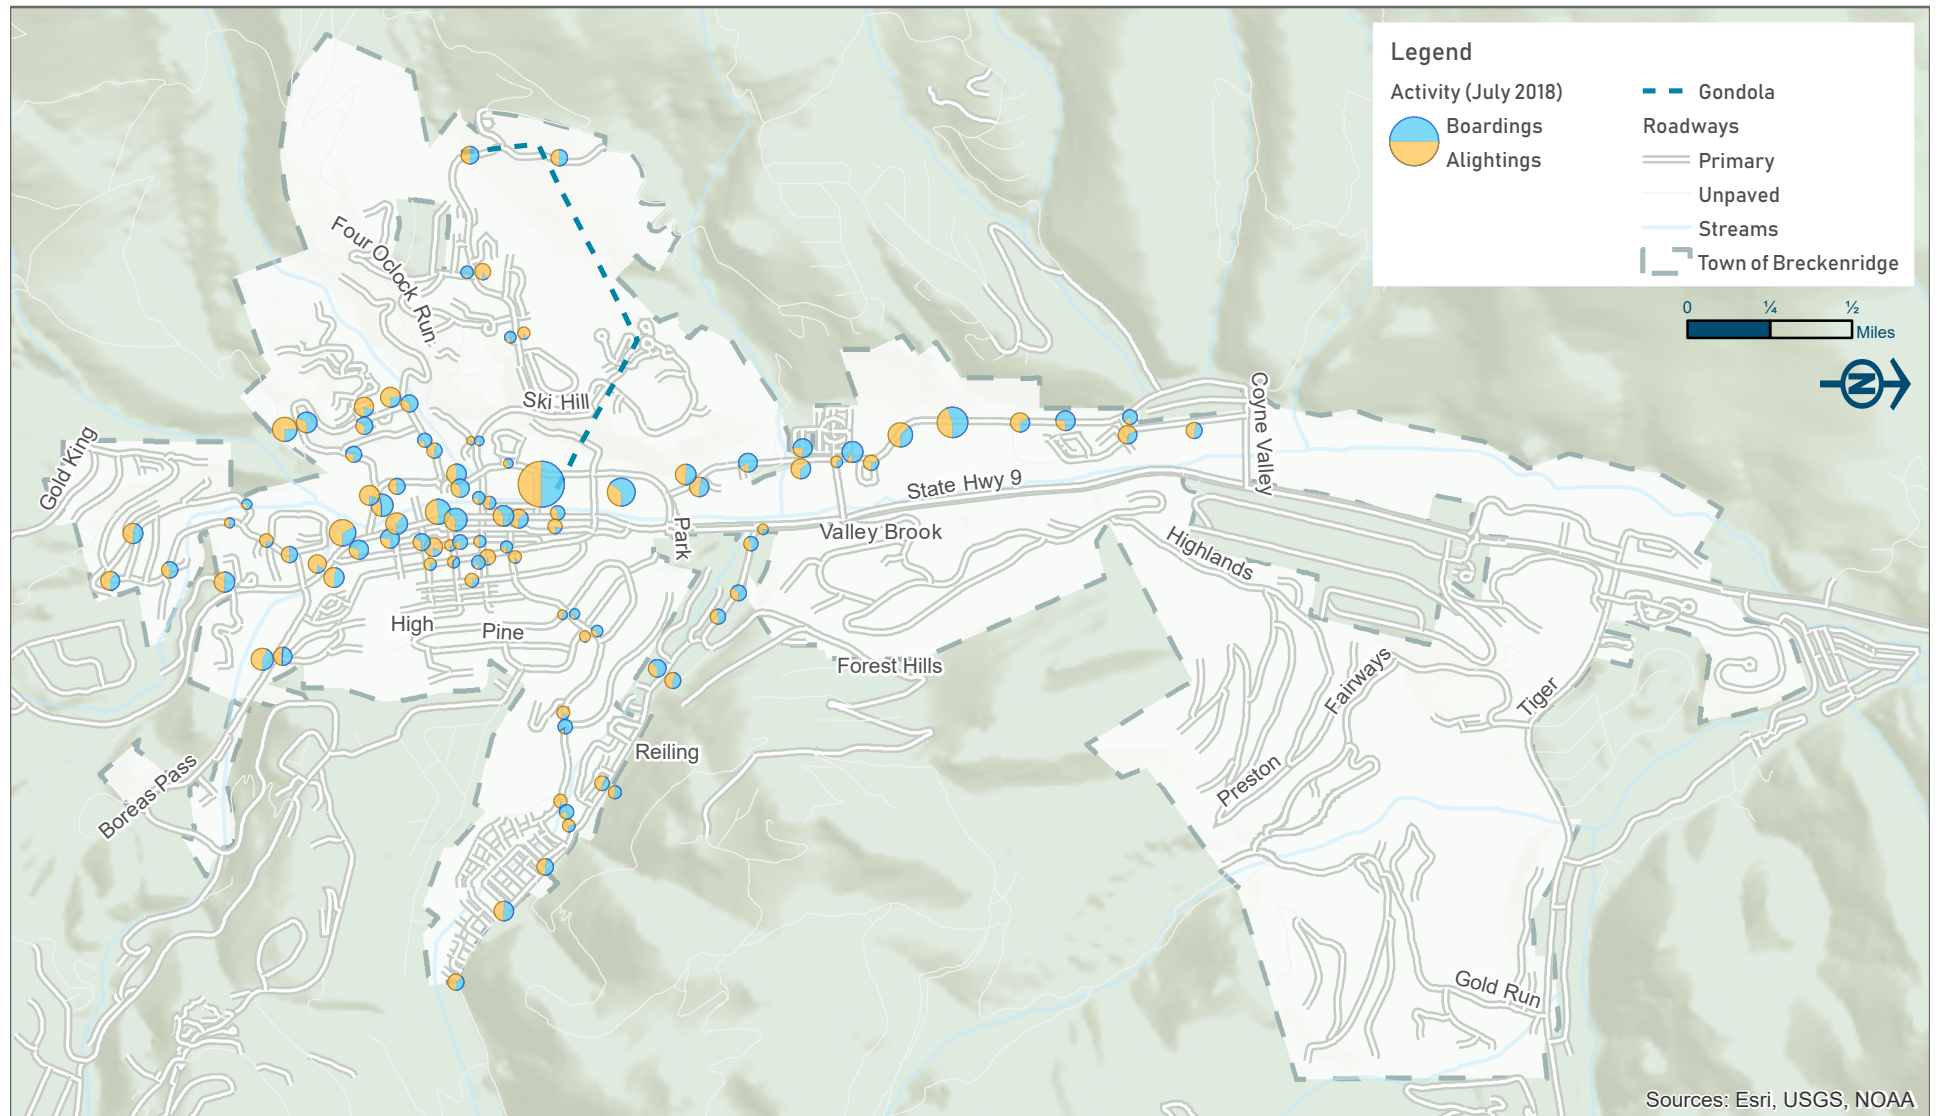 Legend
Activity (July 2018)
Boardings
Alightings
Gondola
Roadways
Primary
Unpaved
Streams
Town of Breckenridge
0 ¼ ½
Miles
N
Four Oclock Run
Ski Hill
Gold King
Coyne Valley
State Hwy 9
Park
Valley Brook
Highlands
High
Pine
Forest Hills
Fairways
Tiger
Reiling
Preston
Boreas Pass
Gold Run
Sources: Esri, USGS, NOAA